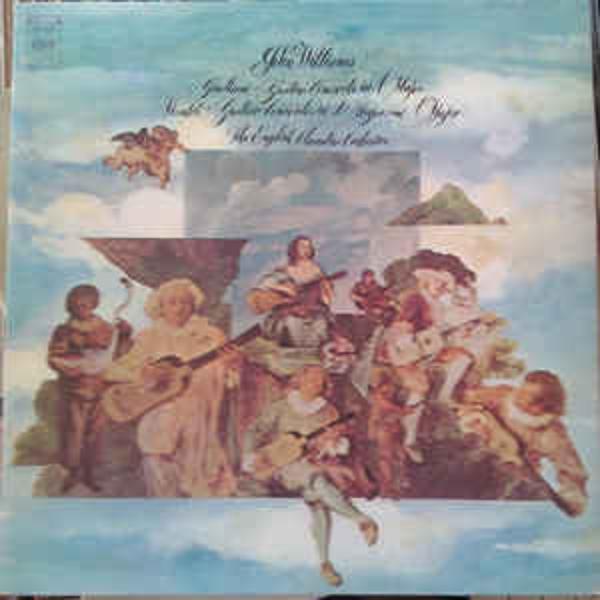 John Williams
Giuliani - Guitar Concerto in A Major
Vivaldi - Guitar Concertos in D Major and A Major
The English Chamber Orchestra